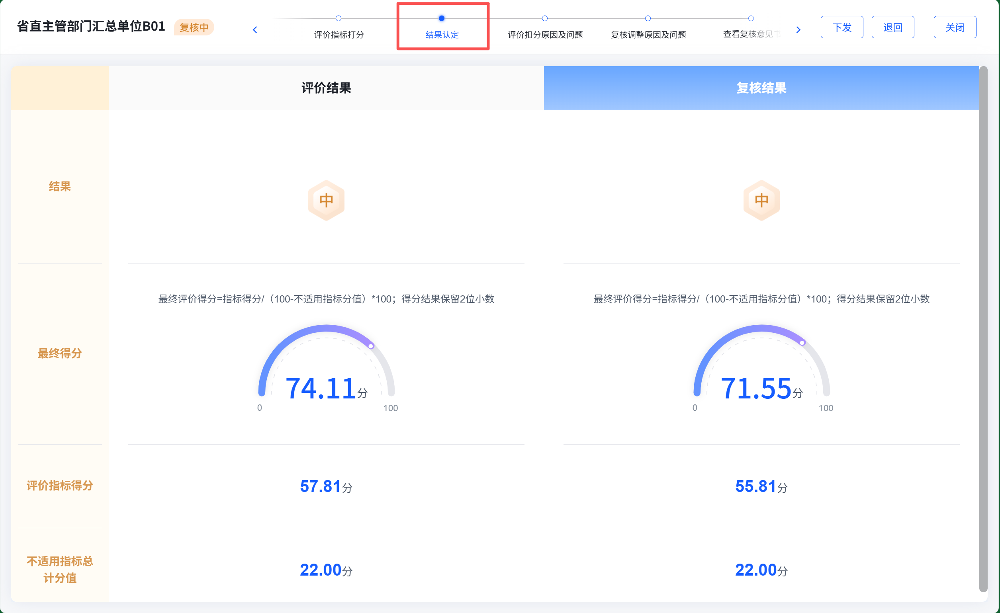 省直主管部门汇总单位B01
复核中
评价指标打分
结果认定
评价扣分原因及问题
复核调整原因及问题
查看复核意见书
下发
退回
关闭
评价结果
复核结果
结果
中
中
最终得分
最终评价得分=指标得分/（100-不适用指标分值）*100；得分结果保留2位小数
74.11分
0
100
最终评价得分=指标得分/（100-不适用指标分值）*100；得分结果保留2位小数
71.55分
0
100
评价指标得分
57.81分
55.81分
不适用指标总
计分值
22.00分
22.00分